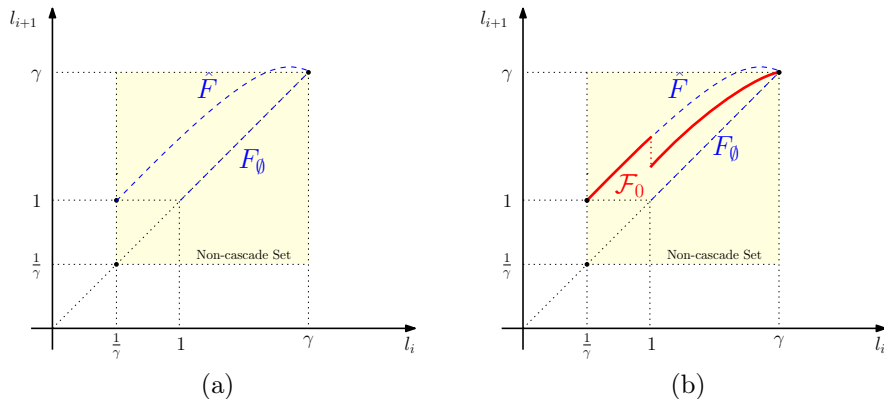 l_{i+1}
γ
F̂
F_∅
1
Non-cascade Set
1/γ
1/γ
1
γ
l_i
(a)
l_{i+1}
γ
F̂
F_∅
ℱ_0
1
Non-cascade Set
1/γ
1/γ
1
γ
l_i
(b)